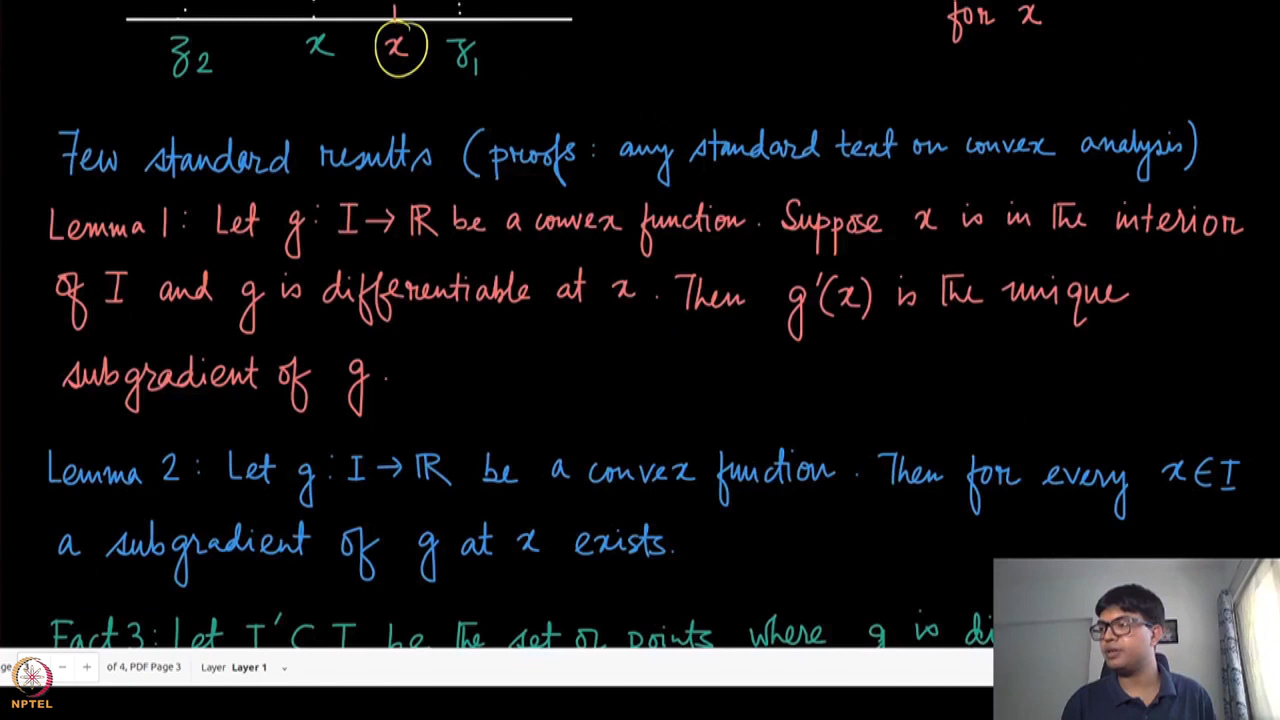 for x
z2 x x z1
Few standard results (proofs: any standard text on convex analysis)
Lemma 1: Let g: I → ℝ be a convex function. Suppose x is in the interior
of I and g is differentiable at x. Then g'(x) is the unique
subgradient of g.
Lemma 2: Let g: I → ℝ be a convex function. Then for every x ∈ I
a subgradient of g at x exists.
Fact 3: Let I' ⊂ I be the set of points where g is di
3 of 4, PDF Page 3 Layer Layer 1
NPTEL